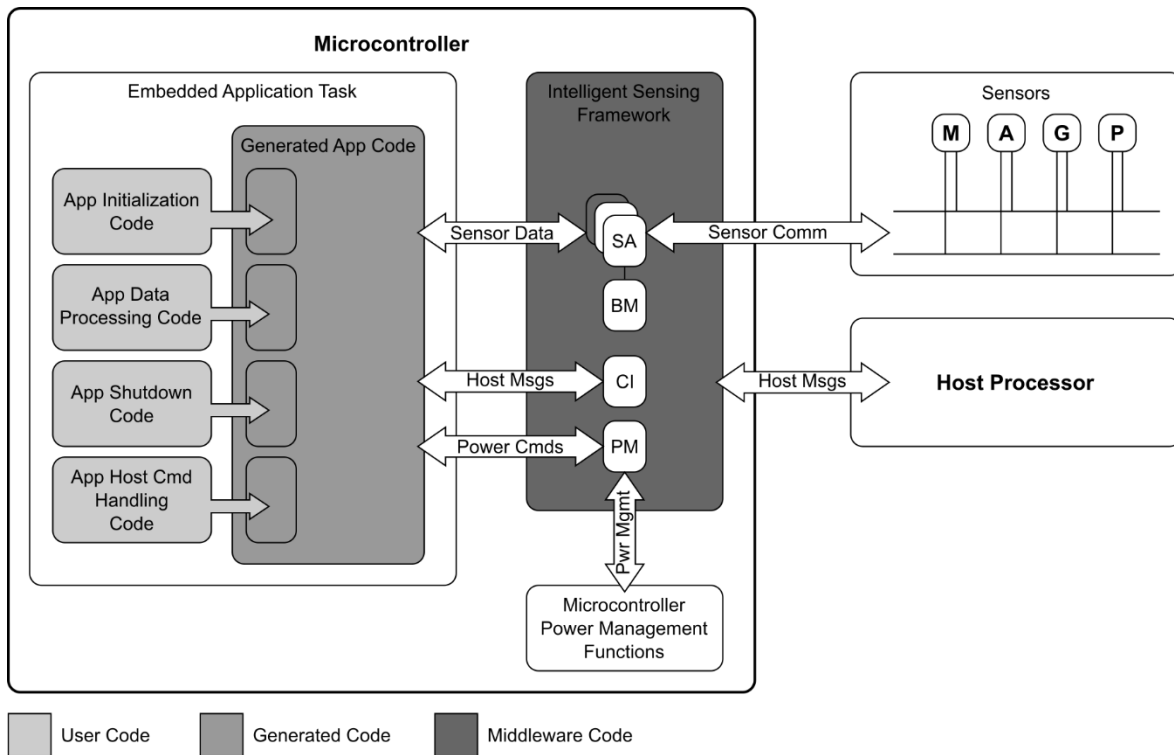 Microcontroller
Embedded Application Task
Generated App Code
App Initialization
Code
App Data
Processing Code
App Shutdown
Code
App Host Cmd
Handling
Code
Sensor Data
Host Msgs
Power Cmds
Intelligent Sensing
Framework
SA
BM
CI
PM
Pwr Mgmt
Microcontroller
Power Management
Functions
Sensor Comm
Host Msgs
Sensors
M A G P
Host Processor
User Code
Generated Code
Middleware Code